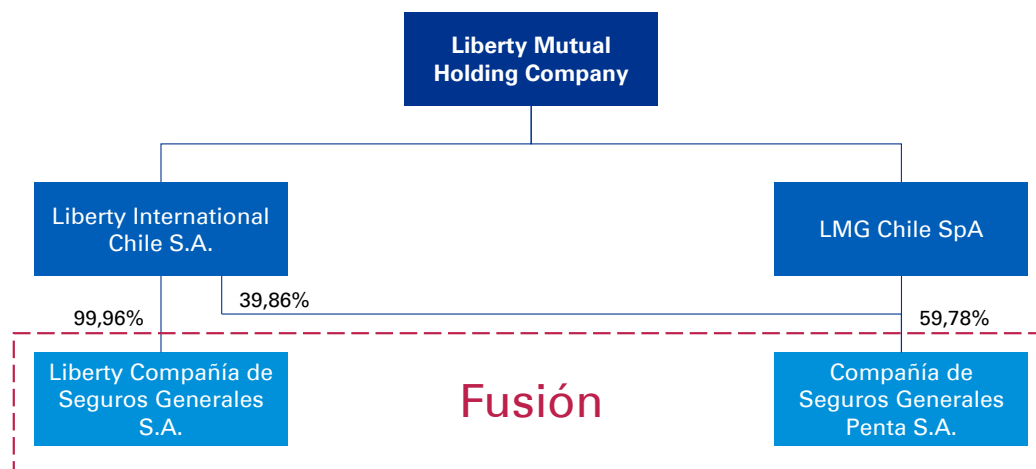 Liberty Mutual
Holding Company
Liberty International
Chile S.A.
LMG Chile SpA
39,86%
99,96%
59,78%
Liberty Compañía de
Seguros Generales
S.A.
Fusión
Compañía de
Seguros Generales
Penta S.A.